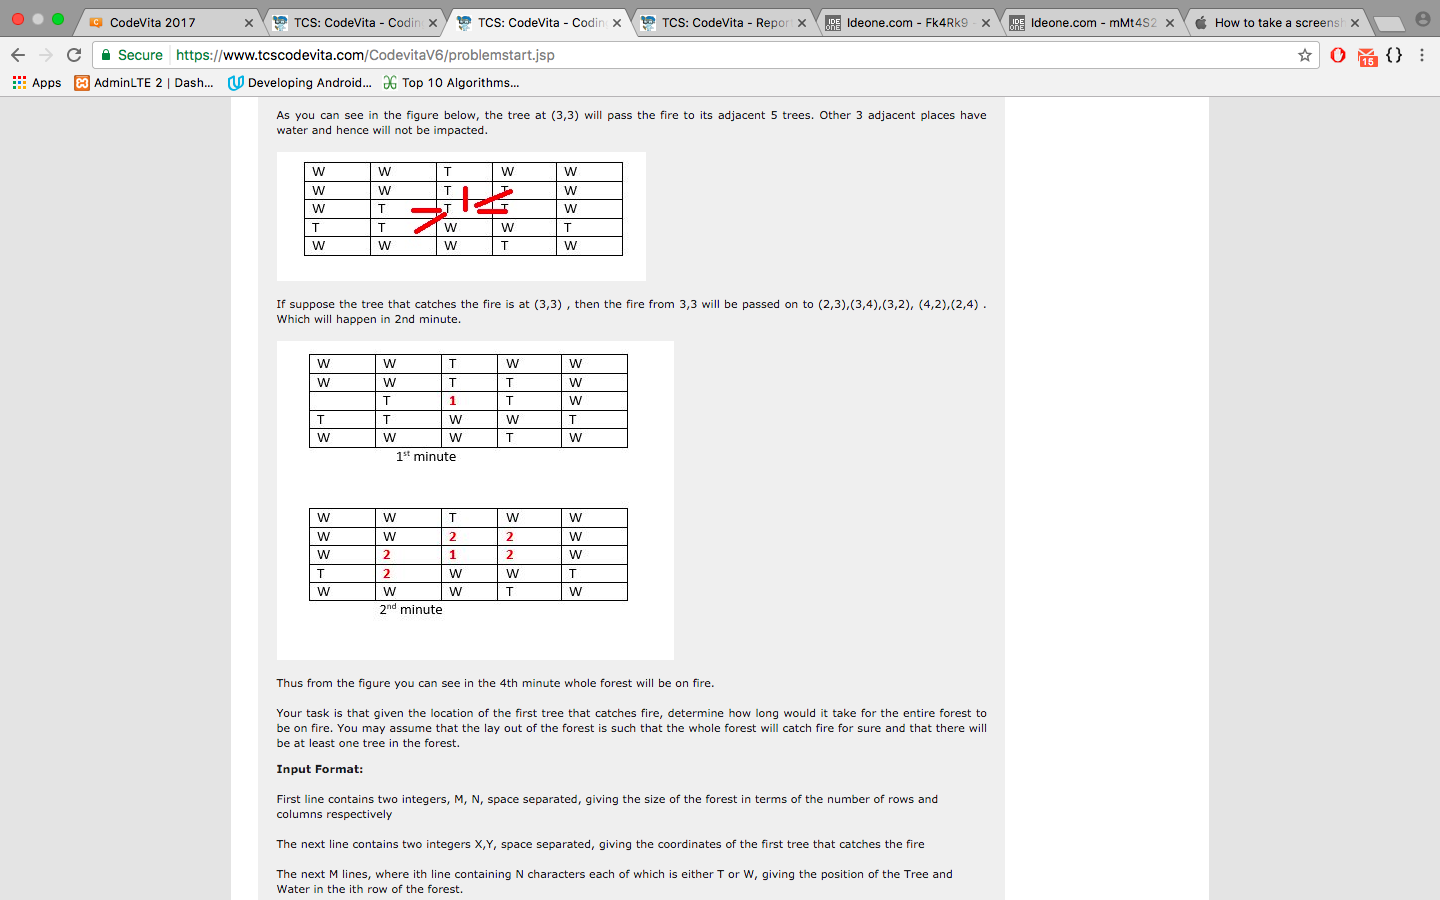 CodeVita 2017
TCS: CodeVita - Codin
TCS: CodeVita - Codin
TCS: CodeVita - Repor
Ideone.com - Fk4Rk9 -
Ideone.com - mMt4S2
How to take a screensh
Secure https://www.tcscodevita.com/CodevitaV6/problemstart.jsp
15
Apps AdminLTE 2 | Dash... Developing Android... Top 10 Algorithms...
As you can see in the figure below, the tree at (3,3) will pass the fire to its adjacent 5 trees. Other 3 adjacent places have
water and hence will not be impacted.
W W T W W
W W T T W
W T T T W
T T W W T
W W W T W
If suppose the tree that catches the fire is at (3,3) , then the fire from 3,3 will be passed on to (2,3),(3,4),(3,2), (4,2),(2,4) .
Which will happen in 2nd minute.
W W T W W
W W T T W
T 1 T W
T T W W T
W W W T W
1st minute
W W T W W
W W 2 2 W
W 2 1 2 W
T 2 W W T
W W W T W
2nd minute
Thus from the figure you can see in the 4th minute whole forest will be on fire.
Your task is that given the location of the first tree that catches fire, determine how long would it take for the entire forest to
be on fire. You may assume that the lay out of the forest is such that the whole forest will catch fire for sure and that there will
be at least one tree in the forest.
Input Format:
First line contains two integers, M, N, space separated, giving the size of the forest in terms of the number of rows and
columns respectively
The next line contains two integers X,Y, space separated, giving the coordinates of the first tree that catches the fire
The next M lines, where ith line containing N characters each of which is either T or W, giving the position of the Tree and
Water in the ith row of the forest.